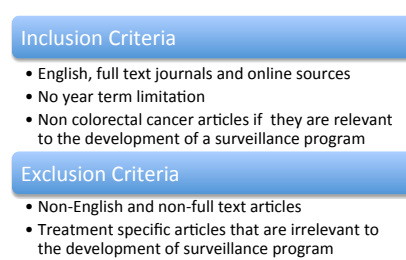 Inclusion Criteria
• English, full text journals and online sources
• No year term limitation
• Non colorectal cancer articles if they are relevant
to the development of a surveillance program
Exclusion Criteria
• Non-English and non-full text articles
• Treatment specific articles that are irrelevant to
the development of surveillance program